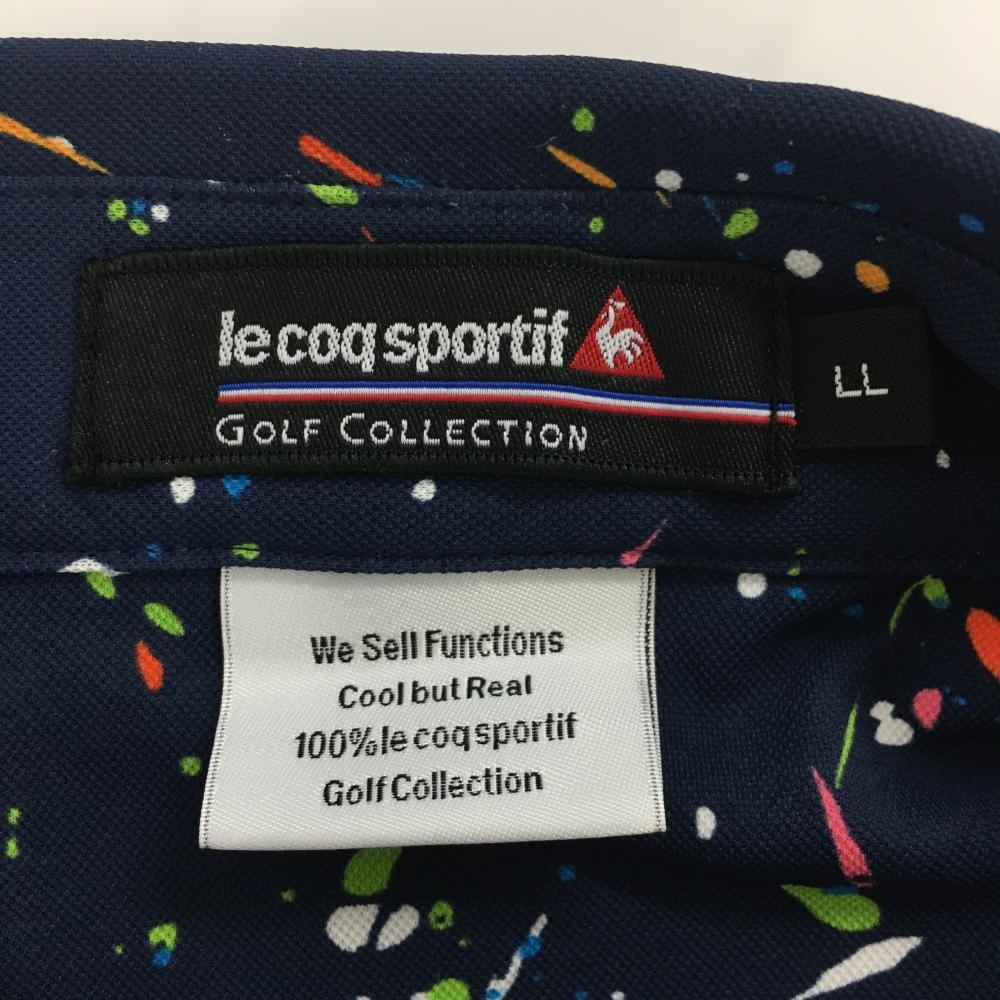 le coq sportif
GOLF COLLECTION
LL
We Sell Functions
Cool but Real
100% le coq sportif
Golf Collection